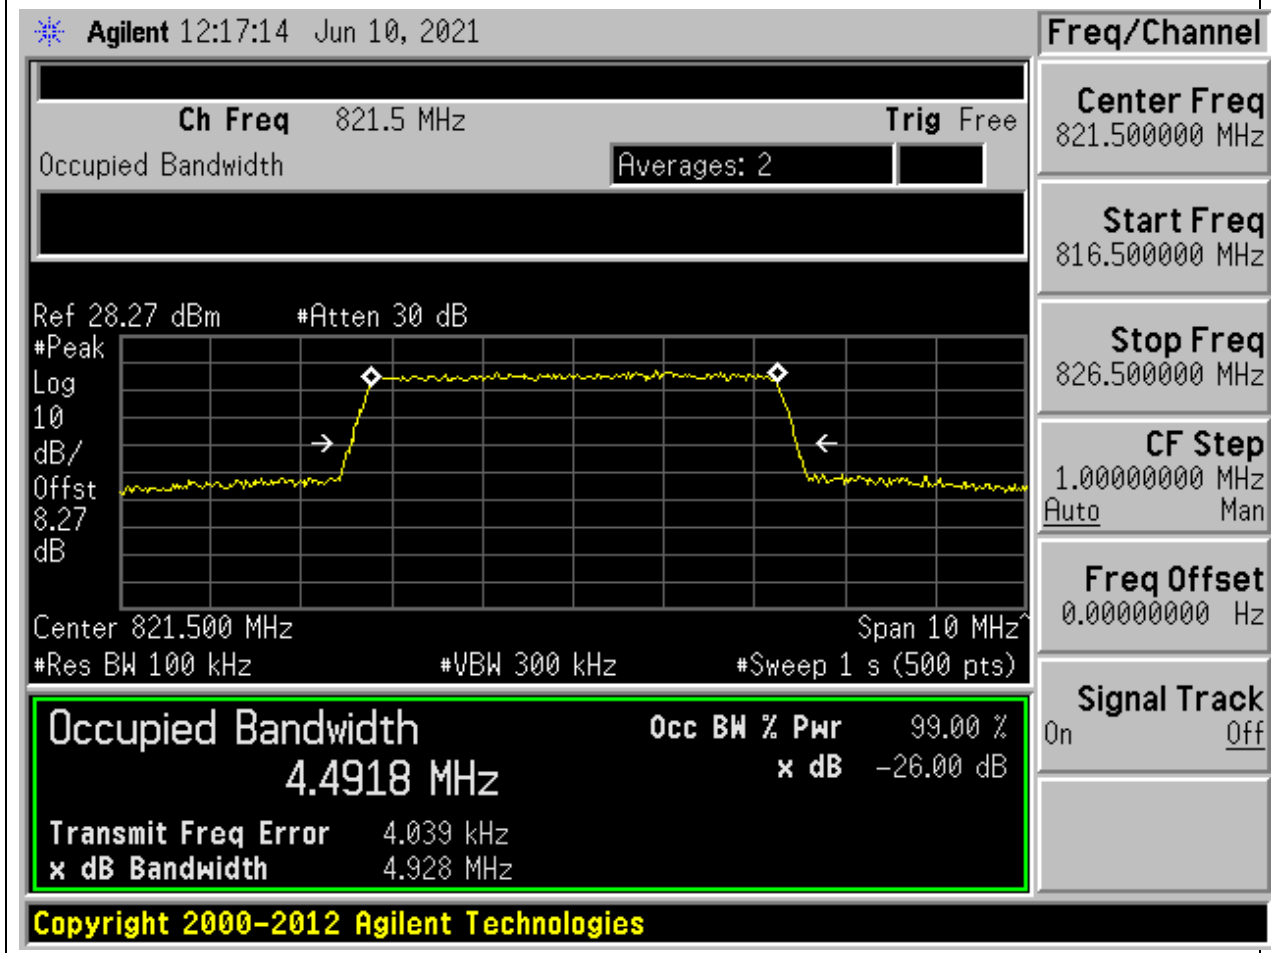 Agilent 12:17:14 Jun 10, 2021
Freq/Channel
Ch Freq 821.5 MHz Trig Free
Occupied Bandwidth Averages: 2
Center Freq
821.500000 MHz
Start Freq
816.500000 MHz
Stop Freq
826.500000 MHz
CF Step
1.00000000 MHz
Auto Man
Freq Offset
0.00000000 Hz
Signal Track
On Off
Ref 28.27 dBm #Atten 30 dB
#Peak
Log
10
dB/
Offst
8.27
dB
Center 821.500 MHz Span 10 MHz^
#Res BW 100 kHz #VBW 300 kHz #Sweep 1 s (500 pts)
Occupied Bandwidth Occ BW % Pwr 99.00 %
4.4918 MHz x dB -26.00 dB
Transmit Freq Error 4.039 kHz
x dB Bandwidth 4.928 MHz
Copyright 2000-2012 Agilent Technologies